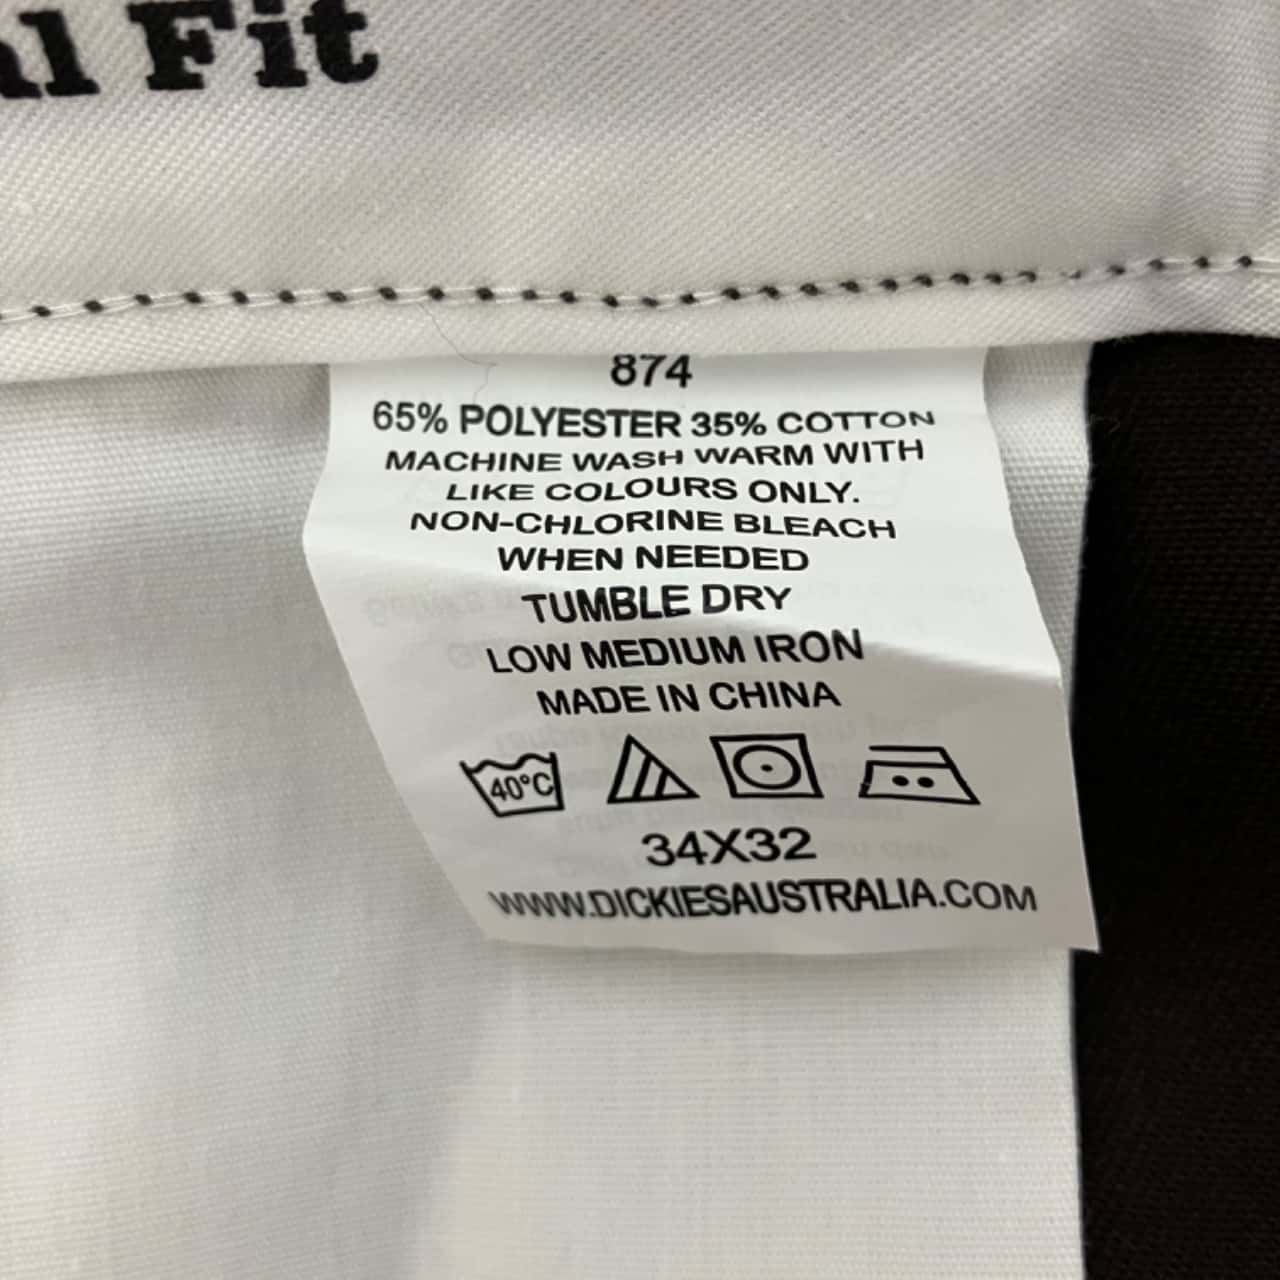 Fit
874
65% POLYESTER 35% COTTON
MACHINE WASH WARM WITH
LIKE COLOURS ONLY.
NON-CHLORINE BLEACH
WHEN NEEDED
TUMBLE DRY
LOW MEDIUM IRON
MADE IN CHINA
40°C
34X32
WWW.DICKIESAUSTRALIA.COM